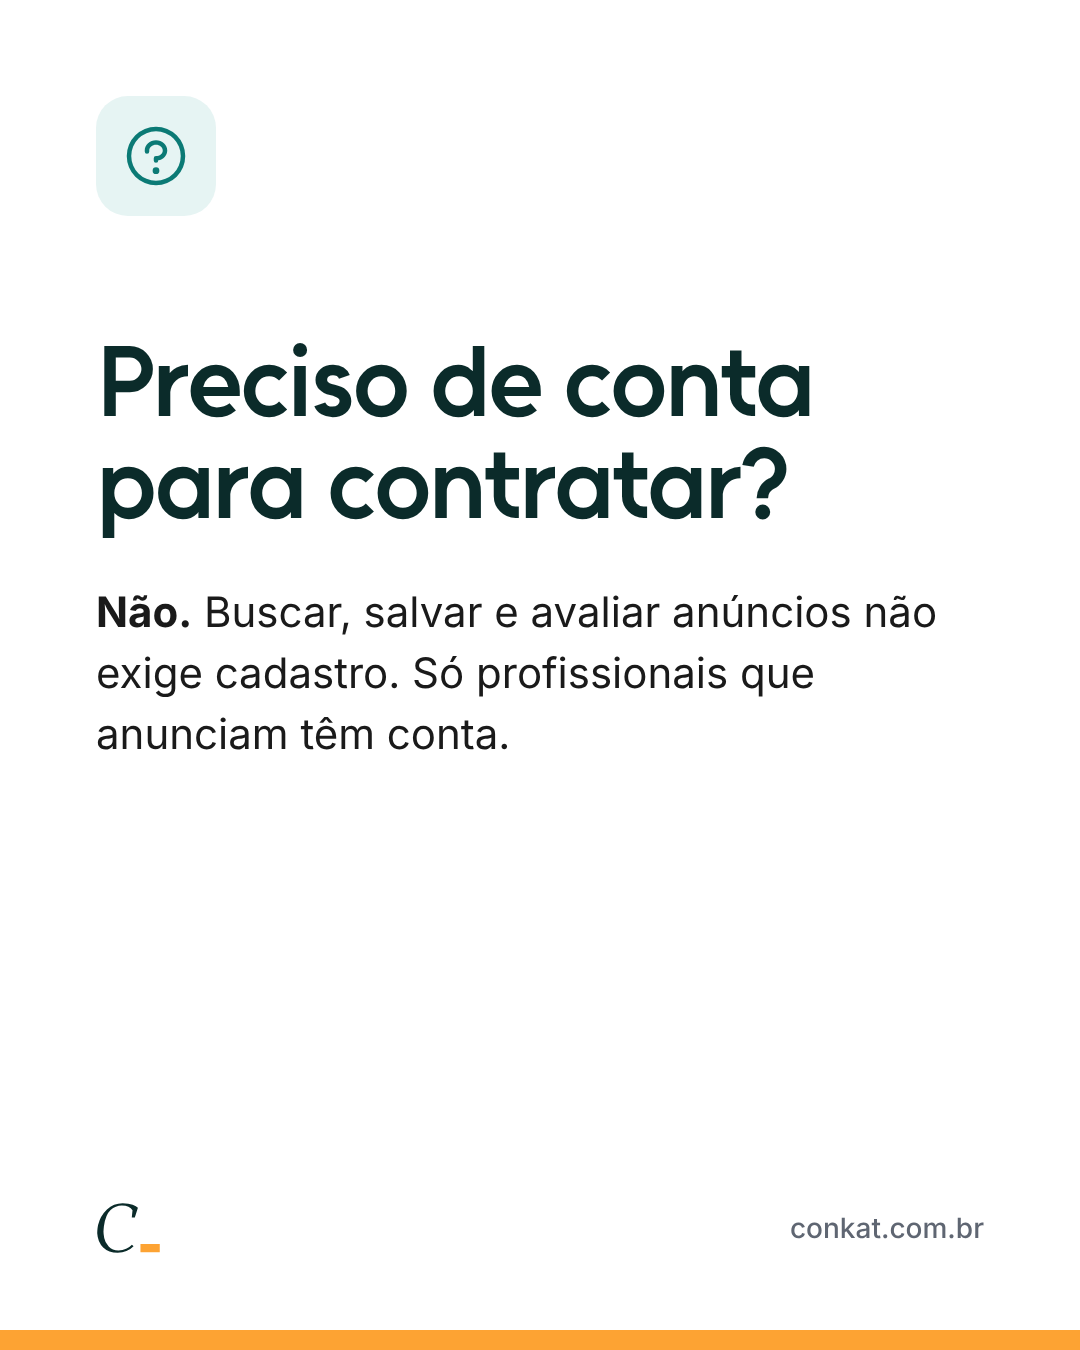 Preciso de conta
para contratar?
Não. Buscar, salvar e avaliar anúncios não
exige cadastro. Só profissionais que
anunciam têm conta.
C_
conkat.com.br